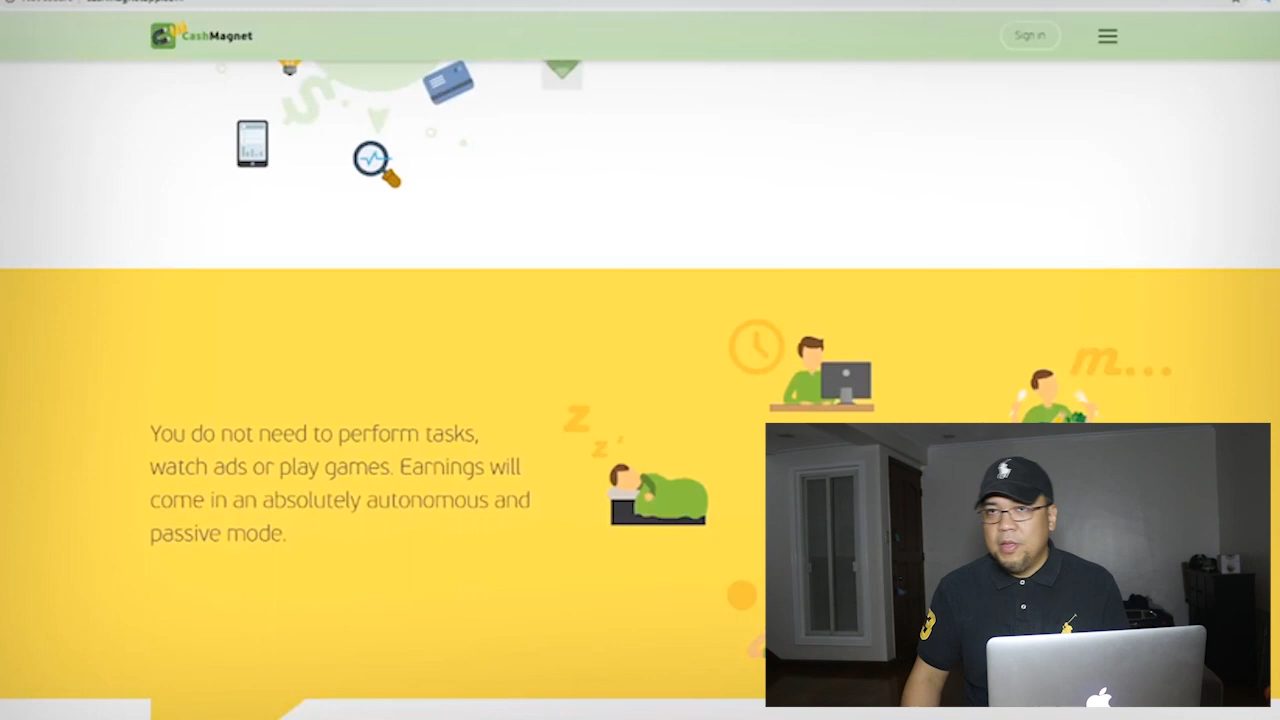 CashMagnet
Sign in
You do not need to perform tasks,
watch ads or play games. Earnings will
come in an absolutely autonomous and
passive mode.
m...
z
z
3